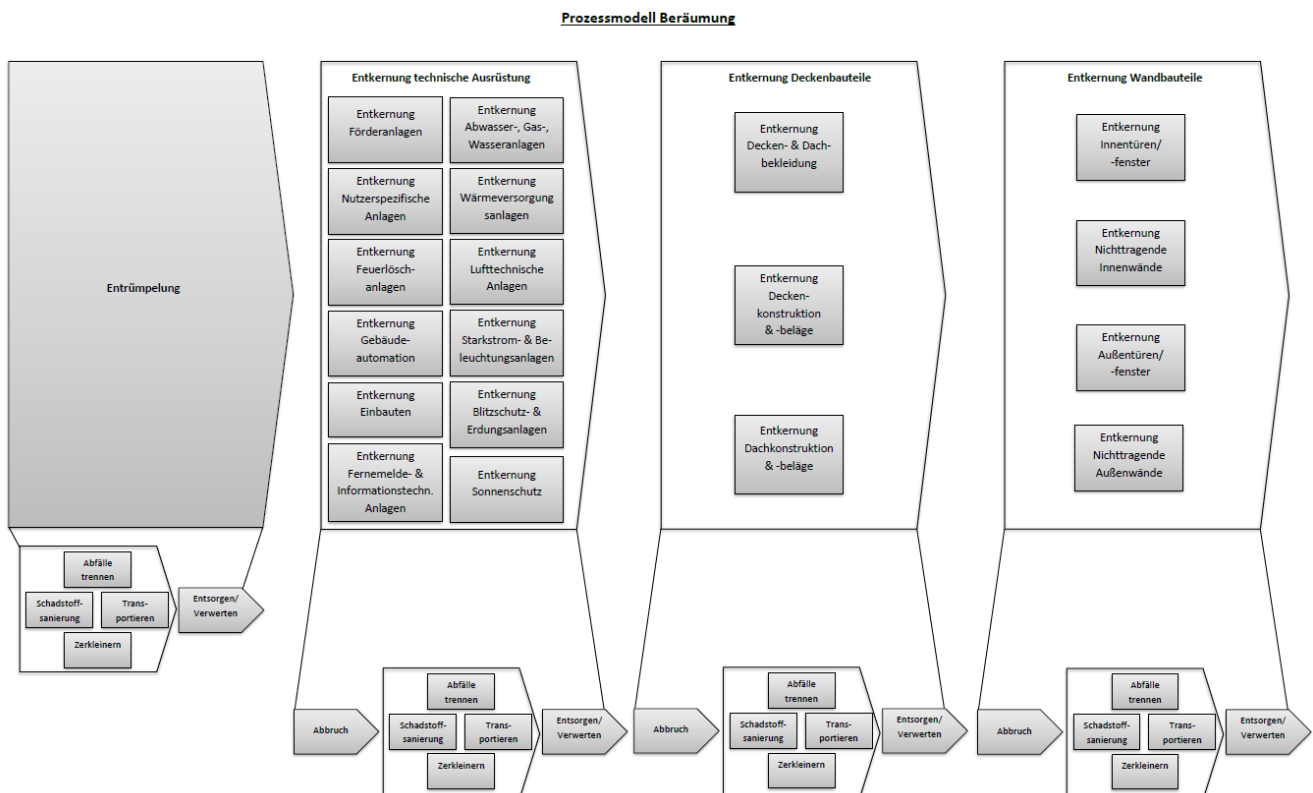 Prozessmodell Beräumung
Entrümpelung
Abfälle
trennen
Schadstoff-
sanierung
Trans-
portieren
Zerkleinern
Entsorgen/
Verwerten
Entkernung technische Ausrüstung
Entkernung
Förderanlagen
Entkernung
Abwasser-, Gas-,
Wasseranlagen
Entkernung
Nutzerspezifische
Anlagen
Entkernung
Wärmeversorgung
sanlagen
Entkernung
Feuerlösch-
anlagen
Entkernung
Lufttechnische
Anlagen
Entkernung
Gebäude-
automation
Entkernung
Starkstrom- & Be-
leuchtungsanlagen
Entkernung
Einbauten
Entkernung
Blitzschutz- &
Erdungsanlagen
Entkernung
Fernemelde- &
Informationstechn.
Anlagen
Entkernung
Sonnenschutz
Abbruch
Abfälle
trennen
Schadstoff-
sanierung
Trans-
portieren
Zerkleinern
Entsorgen/
Verwerten
Entkernung Deckenbauteile
Entkernung
Decken- & Dach-
bekleidung
Entkernung
Decken-
konstruktion
& -beläge
Entkernung
Dachkonstruktion
& -beläge
Abbruch
Abfälle
trennen
Schadstoff-
sanierung
Trans-
portieren
Zerkleinern
Entsorgen/
Verwerten
Entkernung Wandbauteile
Entkernung
Innentüren/
-fenster
Entkernung
Nichttragende
Innenwände
Entkernung
Außentüren/
-fenster
Entkernung
Nichttragende
Außenwände
Abbruch
Abfälle
trennen
Schadstoff-
sanierung
Trans-
portieren
Zerkleinern
Entsorgen/
Verwerten